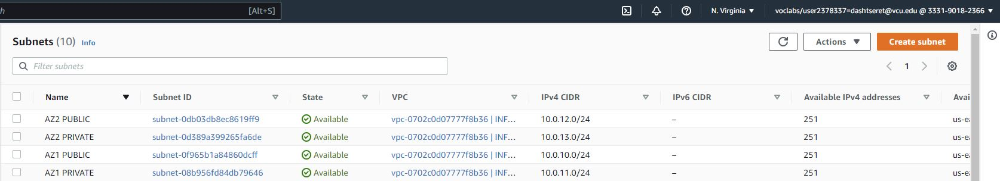 h [Alt+S] N. Virginia voclabs/user2378337=dashtseret@vcu.edu @ 3331-9018-2366
Subnets (10) Info Actions Create subnet
Filter subnets 1
Name Subnet ID State VPC IPv4 CIDR IPv6 CIDR Available IPv4 addresses Avai
AZ2 PUBLIC subnet-0db03db8ec8619ff9 Available vpc-0702c0d07777f8b36 | INF... 10.0.12.0/24 – 251 us-ea
AZ2 PRIVATE subnet-0d389a399265fa6de Available vpc-0702c0d07777f8b36 | INF... 10.0.13.0/24 – 251 us-ea
AZ1 PUBLIC subnet-0f965b1a84860dcff Available vpc-0702c0d07777f8b36 | INF... 10.0.10.0/24 – 251 us-ea
AZ1 PRIVATE subnet-08b956fd84db79646 Available vpc-0702c0d07777f8b36 | INF... 10.0.11.0/24 – 251 us-ea